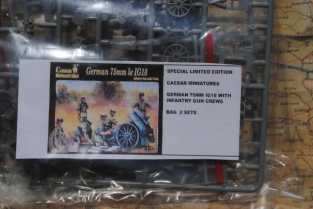 Caesar
Miniatures
German 75mm le IG18
SPECIAL LIMITED EDITION
CAESAR MINIATURES
GERMAN 75MM IG18 WITH
INFANTRY GUN CREWS
BAG 2 SETS